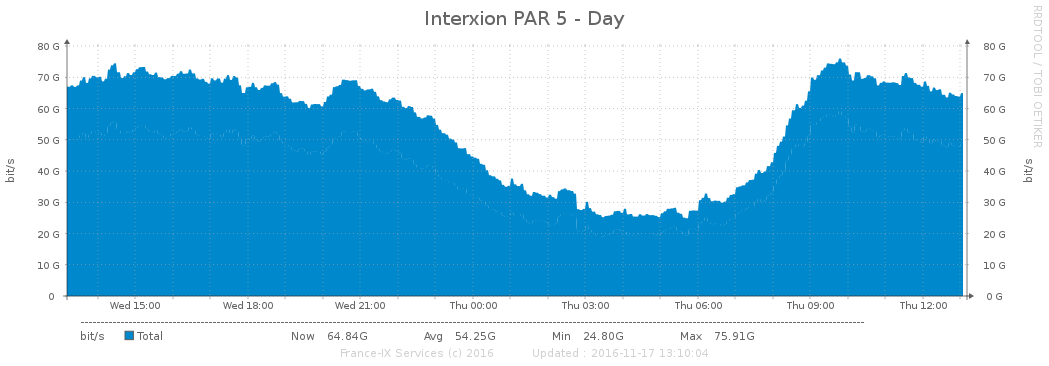 Interxion PAR 5 - Day
RRDTOOL / TOBI OETIKER
80 G 80 G
70 G 70 G
60 G 60 G
50 G 50 G
40 G 40 G
30 G 30 G
20 G 20 G
10 G 10 G
0 0 G
bit/s bit/s
Wed 15:00 Wed 18:00 Wed 21:00 Thu 00:00 Thu 03:00 Thu 06:00 Thu 09:00 Thu 12:00
bit/s Total Now 64.84G Avg 54.25G Min 24.80G Max 75.91G
France-IX Services (c) 2016 Updated : 2016-11-17 13:10:04